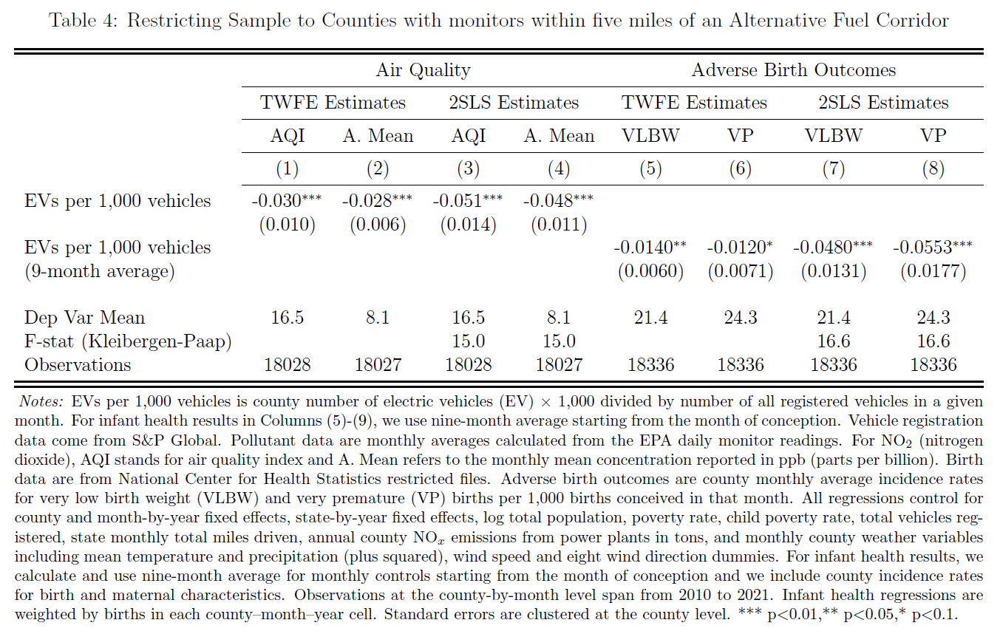 Table 4: Restricting Sample to Counties with monitors within five miles of an Alternative Fuel Corridor
Air Quality Adverse Birth Outcomes
TWFE Estimates 2SLS Estimates TWFE Estimates 2SLS Estimates
AQI A. Mean AQI A. Mean VLBW VP VLBW VP
(1) (2) (3) (4) (5) (6) (7) (8)
EVs per 1,000 vehicles -0.030*** -0.028*** -0.051*** -0.048***
(0.010) (0.006) (0.014) (0.011)
EVs per 1,000 vehicles -0.0140** -0.0120* -0.0480*** -0.0553***
(9-month average) (0.0060) (0.0071) (0.0131) (0.0177)
Dep Var Mean 16.5 8.1 16.5 8.1 21.4 24.3 21.4 24.3
F-stat (Kleibergen-Paap) 15.0 15.0 16.6 16.6
Observations 18028 18027 18028 18027 18336 18336 18336 18336
Notes: EVs per 1,000 vehicles is county number of electric vehicles (EV) × 1,000 divided by number of all registered vehicles in a given
month. For infant health results in Columns (5)-(9), we use nine-month average starting from the month of conception. Vehicle registration
data come from S&P Global. Pollutant data are monthly averages calculated from the EPA daily monitor readings. For NO₂ (nitrogen
dioxide), AQI stands for air quality index and A. Mean refers to the monthly mean concentration reported in ppb (parts per billion). Birth
data are from National Center for Health Statistics restricted files. Adverse birth outcomes are county monthly average incidence rates
for very low birth weight (VLBW) and very premature (VP) births per 1,000 births conceived in that month. All regressions control for
county and month-by-year fixed effects, state-by-year fixed effects, log total population, poverty rate, child poverty rate, total vehicles reg-
istered, state monthly total miles driven, annual county NOₓ emissions from power plants in tons, and monthly county weather variables
including mean temperature and precipitation (plus squared), wind speed and eight wind direction dummies. For infant health results, we
calculate and use nine-month average for monthly controls starting from the month of conception and we include county incidence rates
for birth and maternal characteristics. Observations at the county-by-month level span from 2010 to 2021. Infant health regressions are
weighted by births in each county–month–year cell. Standard errors are clustered at the county level. *** p<0.01,** p<0.05,* p<0.1.